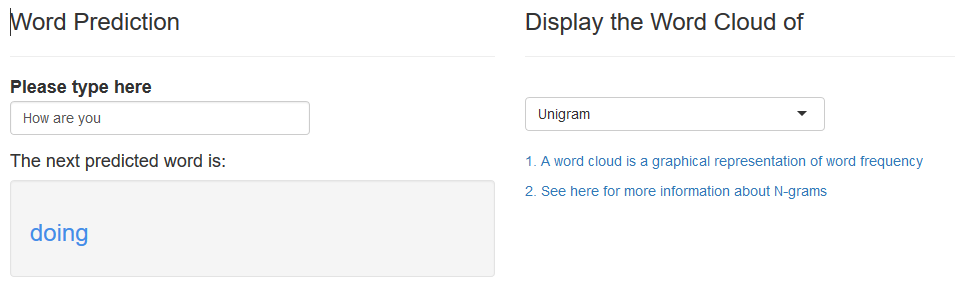 Word Prediction
Please type here
How are you
The next predicted word is:
doing
Display the Word Cloud of
Unigram
1. A word cloud is a graphical representation of word frequency
2. See here for more information about N-grams